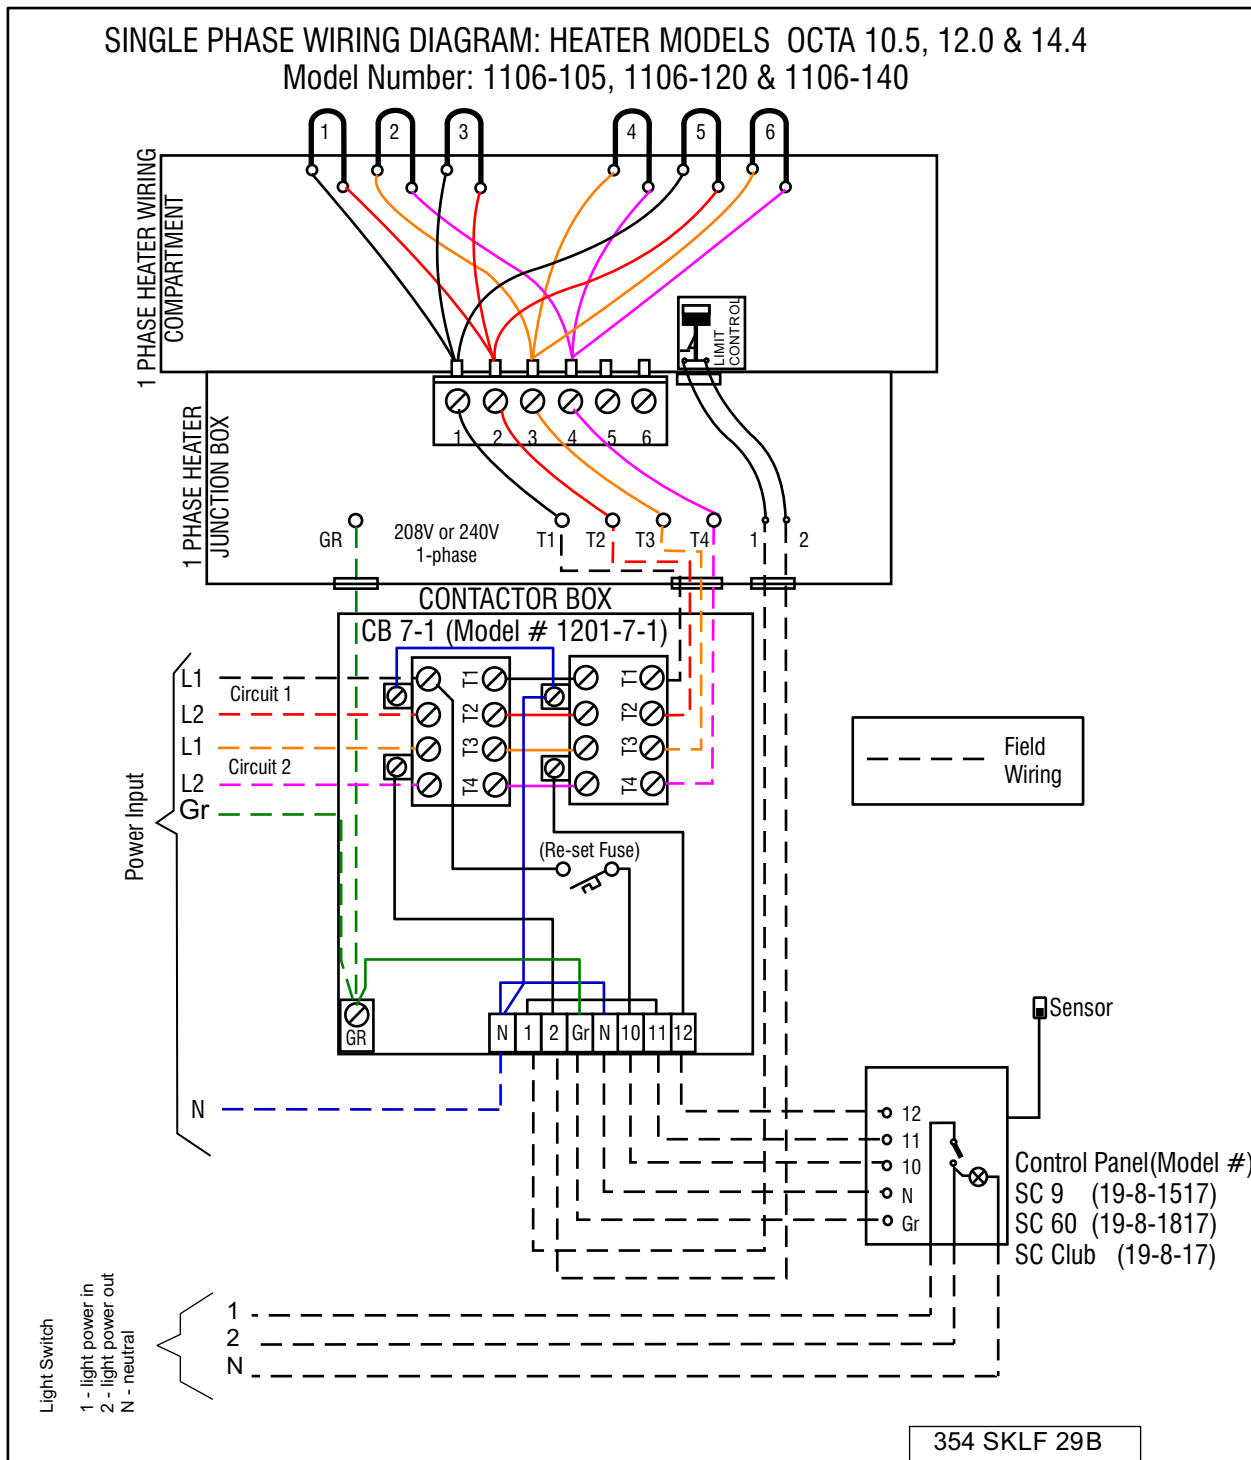 SINGLE PHASE WIRING DIAGRAM: HEATER MODELS OCTA 10.5, 12.0 & 14.4
Model Number: 1106-105, 1106-120 & 1106-140
1 2 3 4 5 6
1 PHASE HEATER WIRING
COMPARTMENT
LIMIT
CONTROL
1 PHASE HEATER
JUNCTION BOX
1 2 3 4 5 6
GR
208V or 240V
1-phase
T1 T2 T3 T4 1 2
CONTACTOR BOX
CB 7-1 (Model # 1201-7-1)
Power Input
L1
Circuit 1
L2
L1
Circuit 2
L2
Gr
N
T1
T2
T3
T4
T1
T2
T3
T4
(Re-set Fuse)
GR
N 1 2 Gr N 10 11 12
Field
Wiring
Sensor
12
11
10
N
Gr
Control Panel(Model #)
SC 9 (19-8-1517)
SC 60 (19-8-1817)
SC Club (19-8-17)
Light Switch
1 - light power in
2 - light power out
N - neutral
1
2
N
354 SKLF 29B